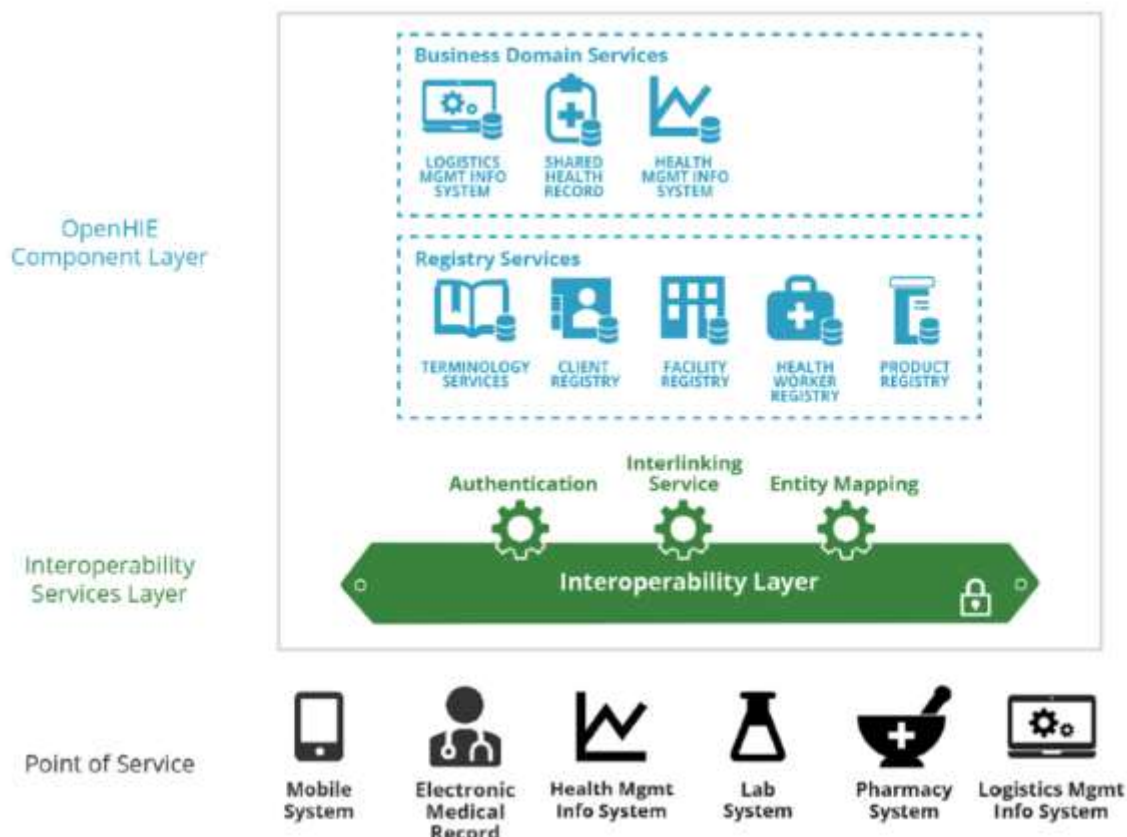 Business Domain Services
LOGISTICS
MGMT INFO
SYSTEM
SHARED
HEALTH
RECORD
HEALTH
MGMT INFO
SYSTEM
OpenHIE
Component Layer
Registry Services
TERMINOLOGY
SERVICES
CLIENT
REGISTRY
FACILITY
REGISTRY
HEALTH
WORKER
REGISTRY
PRODUCT
REGISTRY
Authentication
Interlinking
Service
Entity Mapping
Interoperability
Services Layer
Interoperability Layer
Point of Service
Mobile
System
Electronic
Medical
Record
Health Mgmt
Info System
Lab
System
Pharmacy
System
Logistics Mgmt
Info System